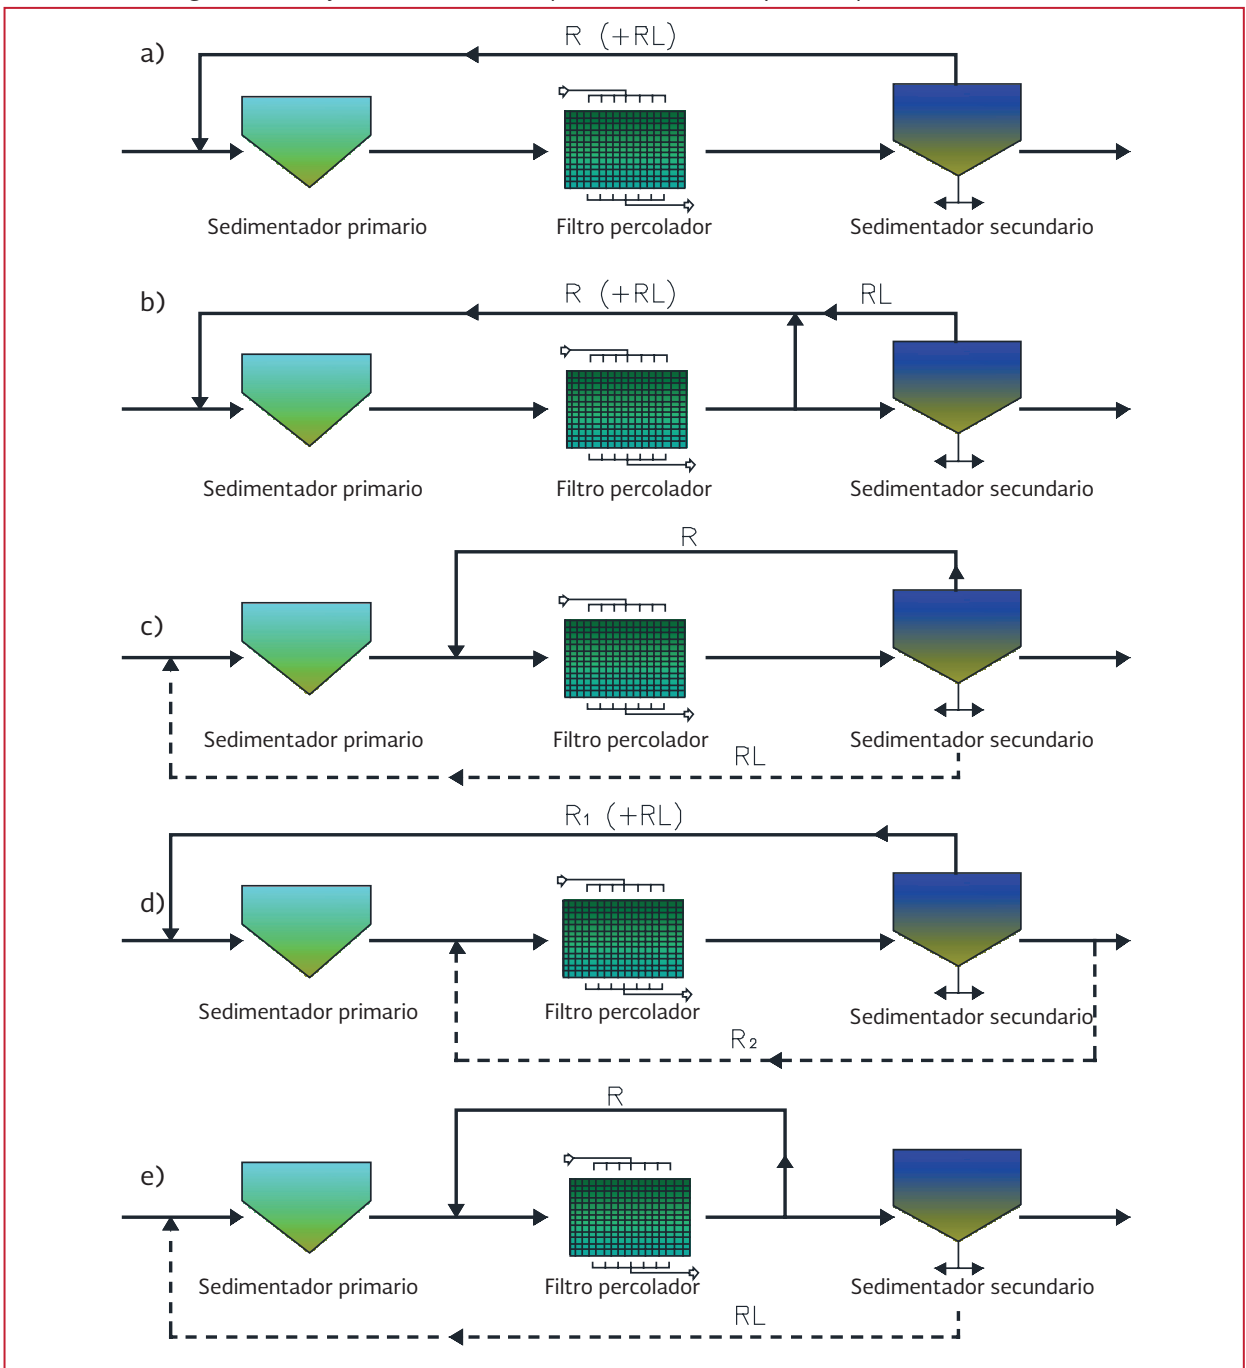 a)
R (+RL)
Sedimentador primario
Filtro percolador
Sedimentador secundario
b)
R (+RL)
RL
Sedimentador primario
Filtro percolador
Sedimentador secundario
c)
R
Sedimentador primario
Filtro percolador
Sedimentador secundario
RL
R₁ (+RL)
d)
Sedimentador primario
Filtro percolador
Sedimentador secundario
R₂
R
e)
Sedimentador primario
Filtro percolador
Sedimentador secundario
RL